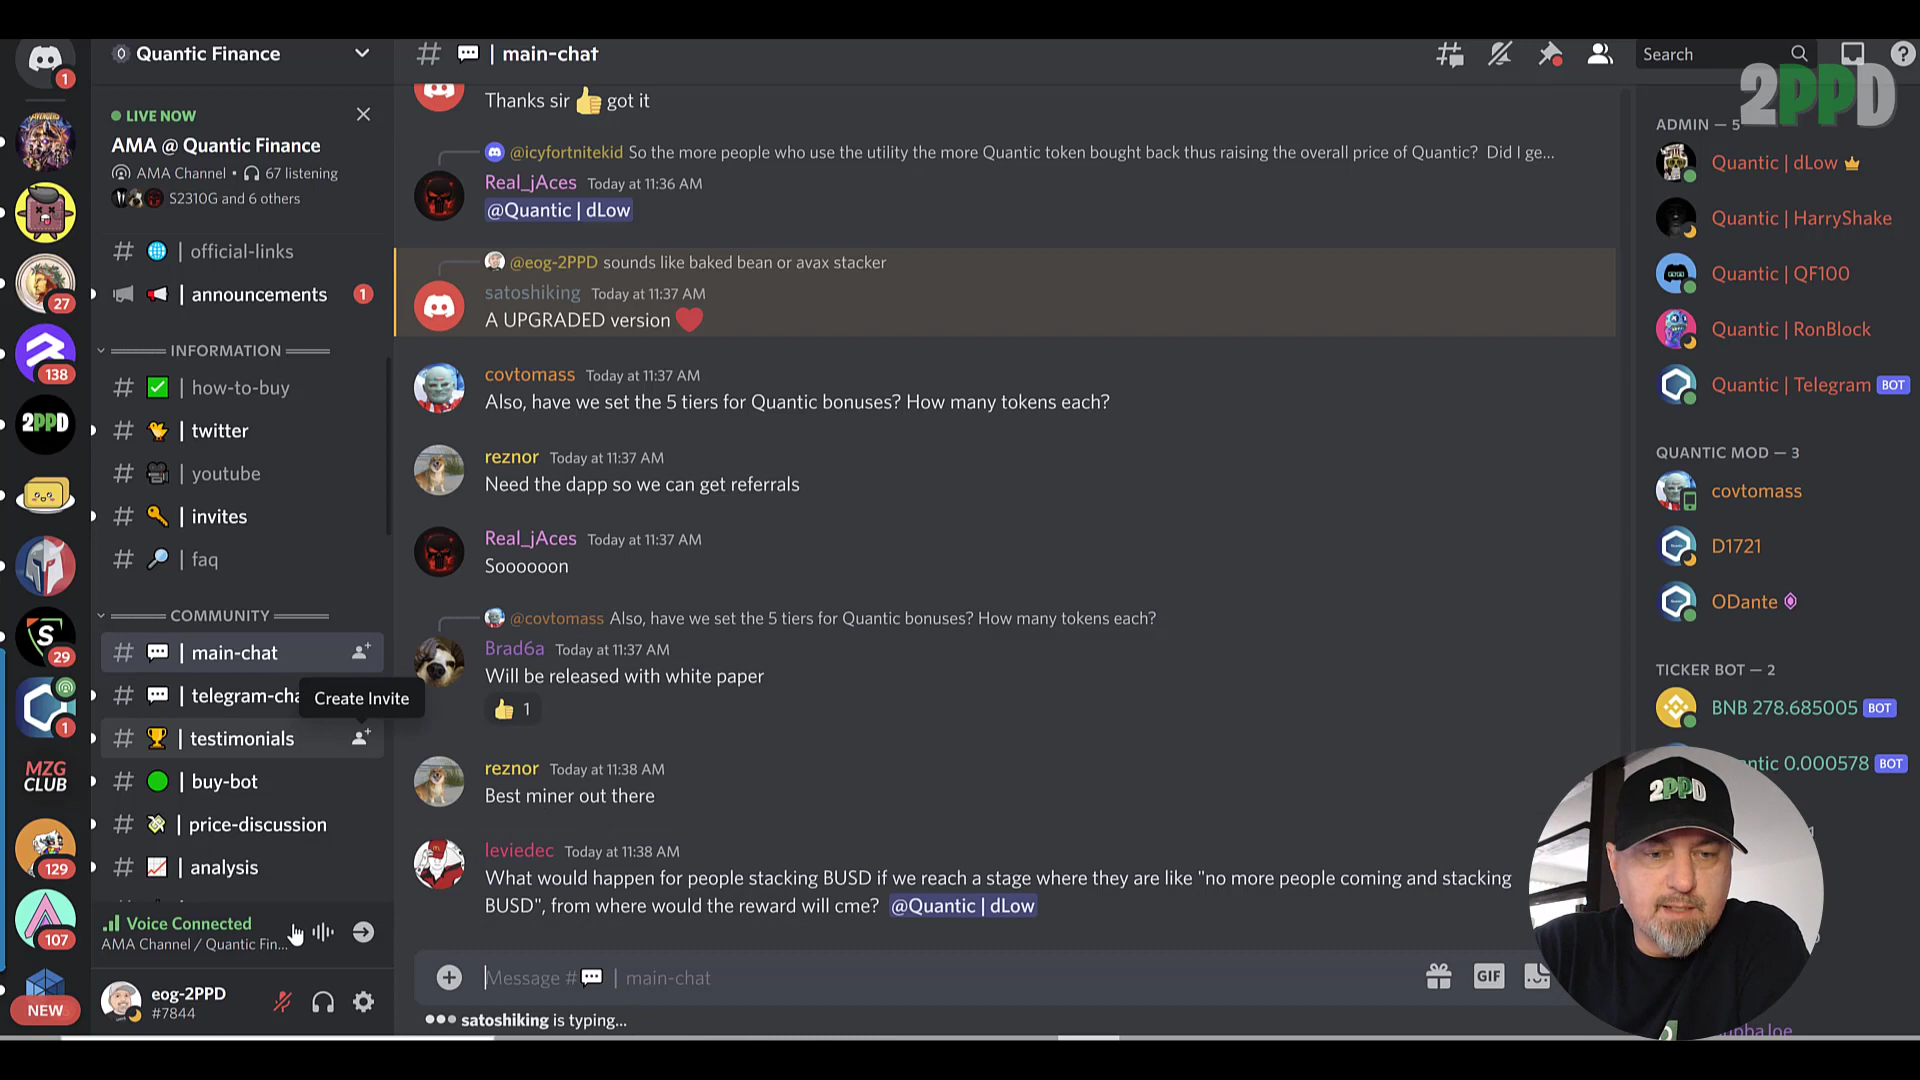 1
27
138
2PPD
S
29
1
MZG
CLUB
129
107
NEW
Quantic Finance
LIVE NOW
AMA @ Quantic Finance
AMA Channel • 67 listening
S2310G and 6 others
# | official-links
| announcements 1
INFORMATION
# | how-to-buy
# | twitter
# | youtube
# | invites
# | faq
COMMUNITY
# | main-chat
# | telegram-cha
Create Invite
# | testimonials
# | buy-bot
# | price-discussion
# | analysis
Voice Connected
AMA Channel / Quantic Fin...
eog-2PPD
#7844
# | main-chat
Search
Thanks sir 👍 got it
@icyfortnitekid So the more people who use the utility the more Quantic token bought back thus raising the overall price of Quantic? Did I ge...
Real_jAces Today at 11:36 AM
@Quantic | dLow
@eog-2PPD sounds like baked bean or avax stacker
satoshiking Today at 11:37 AM
A UPGRADED version ❤️
covtomass Today at 11:37 AM
Also, have we set the 5 tiers for Quantic bonuses? How many tokens each?
reznor Today at 11:37 AM
Need the dapp so we can get referrals
Real_jAces Today at 11:37 AM
Soooooon
@covtomass Also, have we set the 5 tiers for Quantic bonuses? How many tokens each?
Brad6a Today at 11:37 AM
Will be released with white paper
👍 1
reznor Today at 11:38 AM
Best miner out there
leviedec Today at 11:38 AM
What would happen for people stacking BUSD if we reach a stage where they are like "no more people coming and stacking
BUSD", from where would the reward will cme? @Quantic | dLow
Message # 💬 | main-chat
GIF
satoshiking is typing...
2PPD
ADMIN — 5
Quantic | dLow
Quantic | HarryShake
Quantic | QF100
Quantic | RonBlock
Quantic | Telegram BOT
QUANTIC MOD — 3
covtomass
D1721
ODante
TICKER BOT — 2
BNB 278.685005 BOT
ntic 0.000578 BOT
2PPD